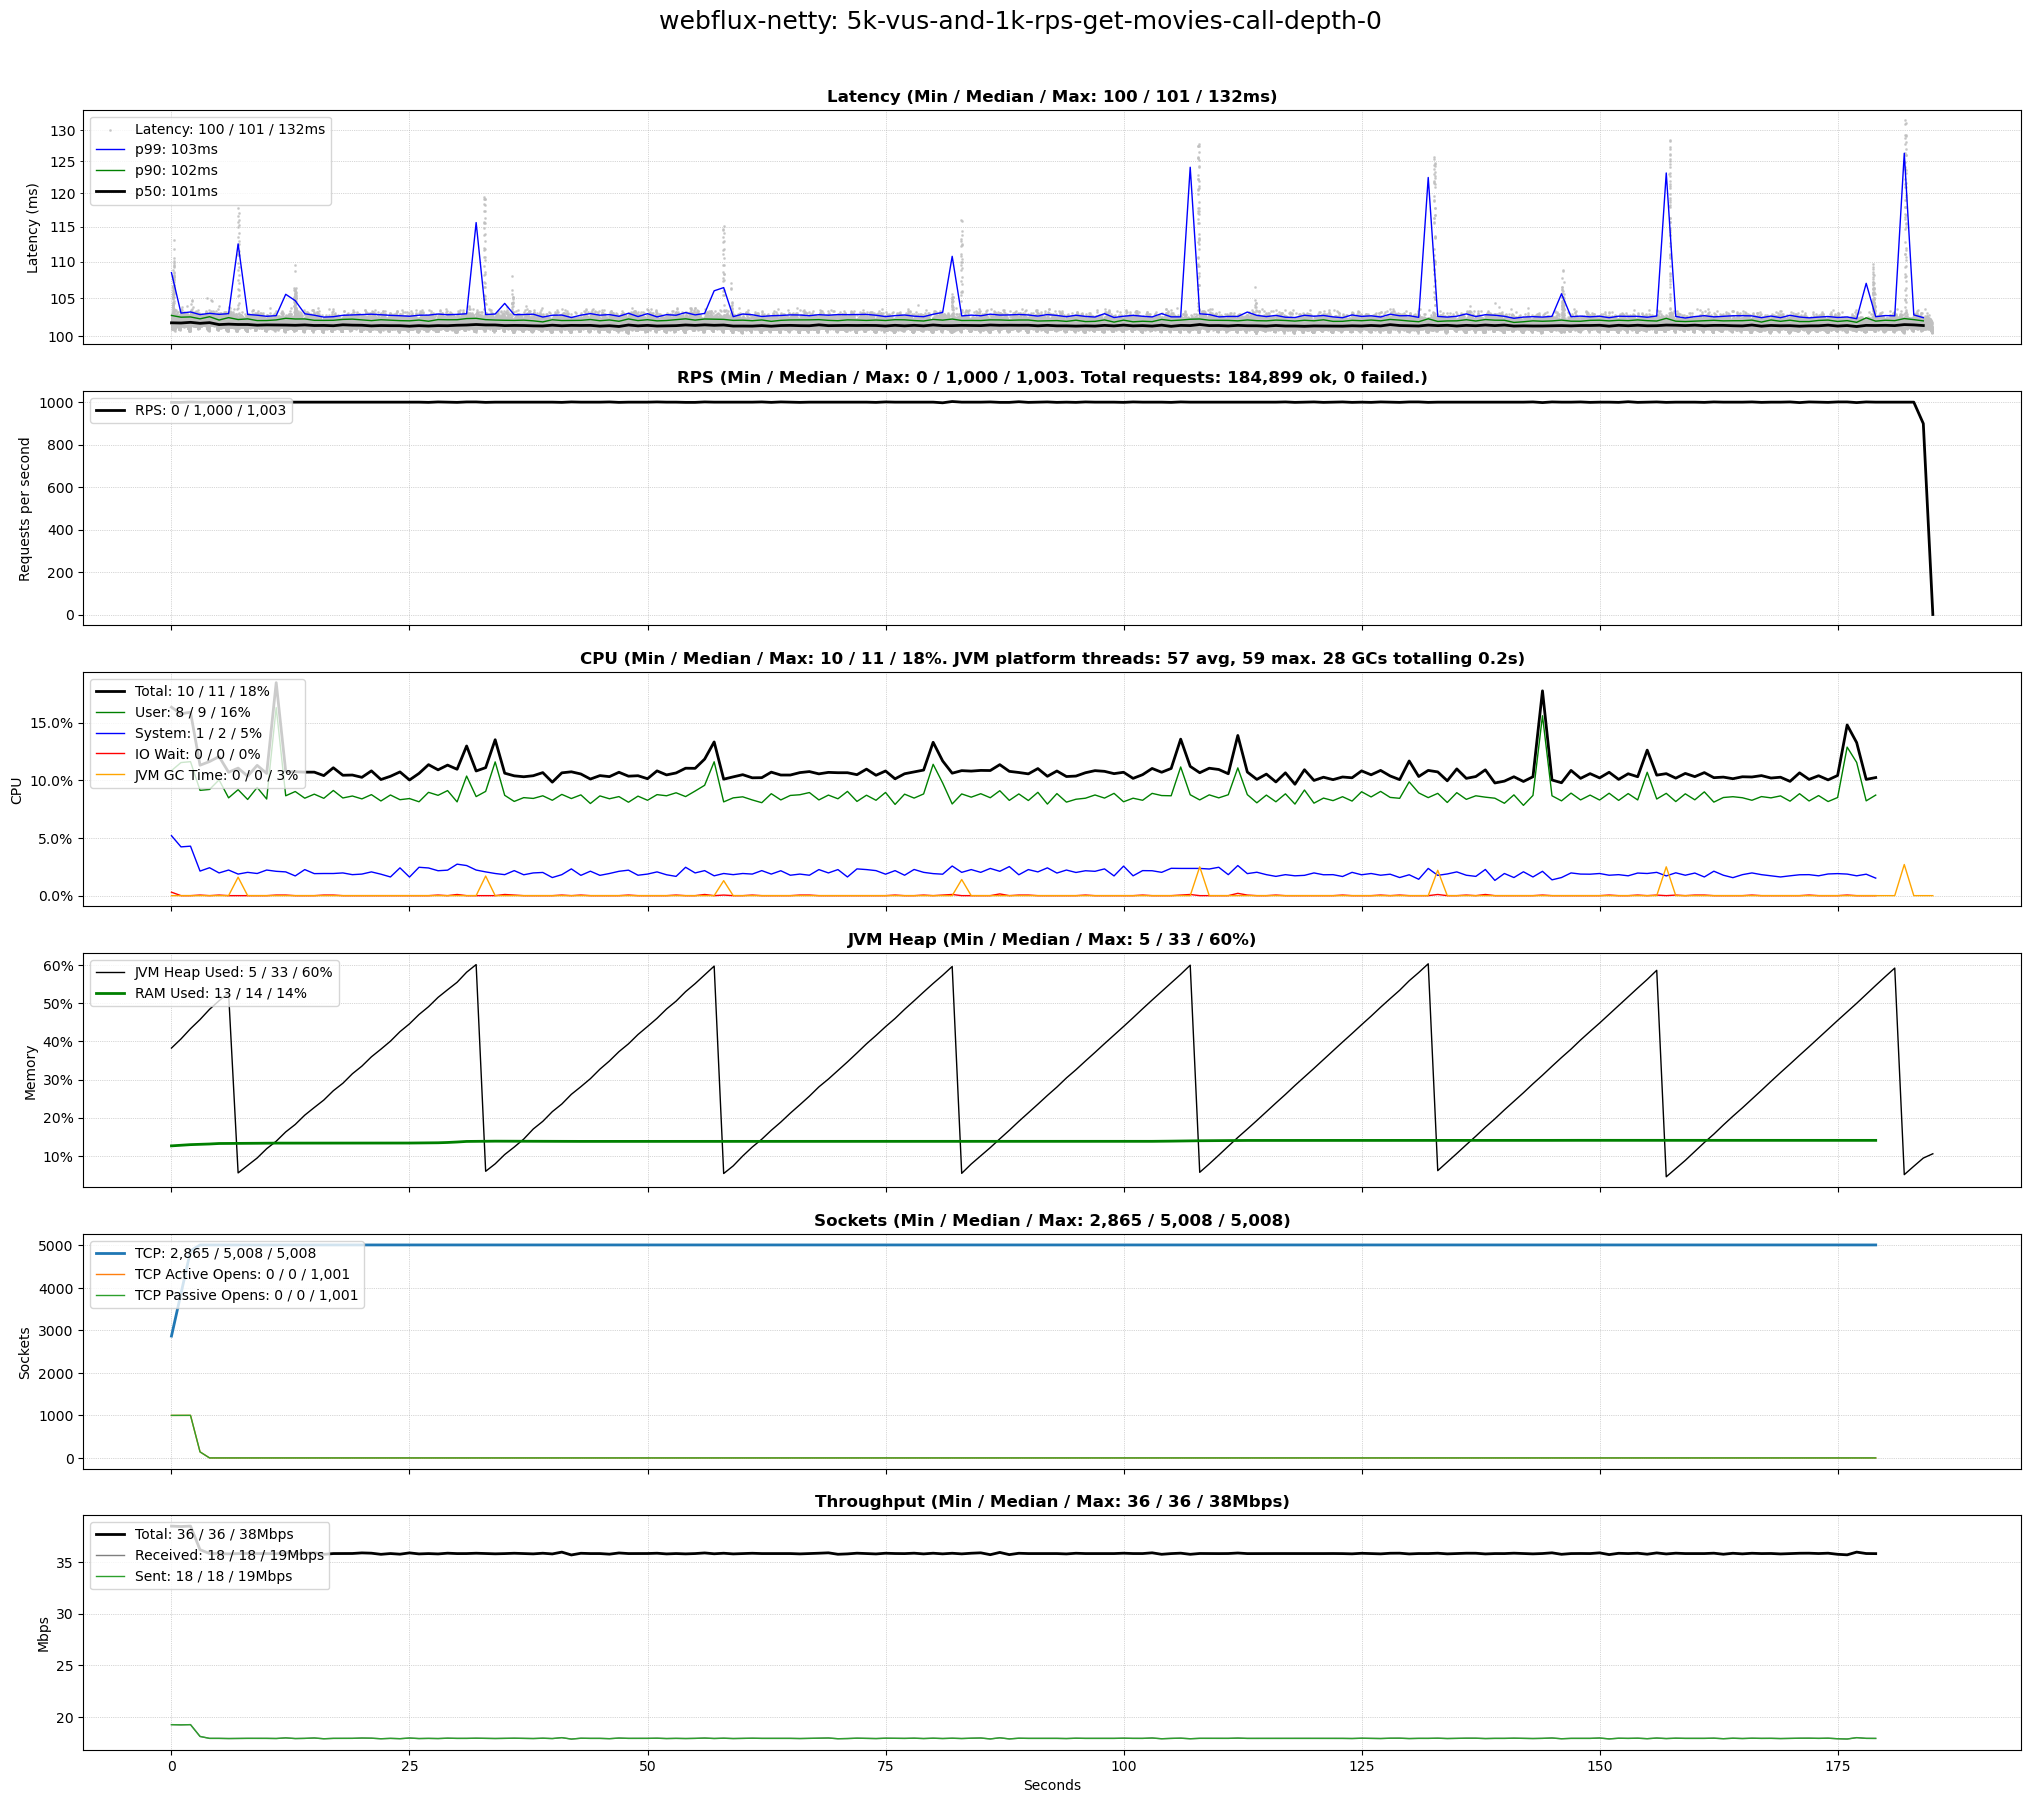 webflux-netty: 5k-vus-and-1k-rps-get-movies-call-depth-0
Latency (Min / Median / Max: 100 / 101 / 132ms)
Latency: 100 / 101 / 132ms
p99: 103ms
p90: 102ms
p50: 101ms
Latency (ms)
130
125
120
115
110
105
100
RPS (Min / Median / Max: 0 / 1,000 / 1,003. Total requests: 184,899 ok, 0 failed.)
RPS: 0 / 1,000 / 1,003
Requests per second
1000
800
600
400
200
0
CPU (Min / Median / Max: 10 / 11 / 18%. JVM platform threads: 57 avg, 59 max. 28 GCs totalling 0.2s)
Total: 10 / 11 / 18%
User: 8 / 9 / 16%
System: 1 / 2 / 5%
IO Wait: 0 / 0 / 0%
JVM GC Time: 0 / 0 / 3%
CPU
15.0%
10.0%
5.0%
0.0%
JVM Heap (Min / Median / Max: 5 / 33 / 60%)
JVM Heap Used: 5 / 33 / 60%
RAM Used: 13 / 14 / 14%
Memory
60%
50%
40%
30%
20%
10%
Sockets (Min / Median / Max: 2,865 / 5,008 / 5,008)
TCP: 2,865 / 5,008 / 5,008
TCP Active Opens: 0 / 0 / 1,001
TCP Passive Opens: 0 / 0 / 1,001
Sockets
5000
4000
3000
2000
1000
0
Throughput (Min / Median / Max: 36 / 36 / 38Mbps)
Total: 36 / 36 / 38Mbps
Received: 18 / 18 / 19Mbps
Sent: 18 / 18 / 19Mbps
Mbps
35
30
25
20
0 25 50 75 100 125 150 175
Seconds